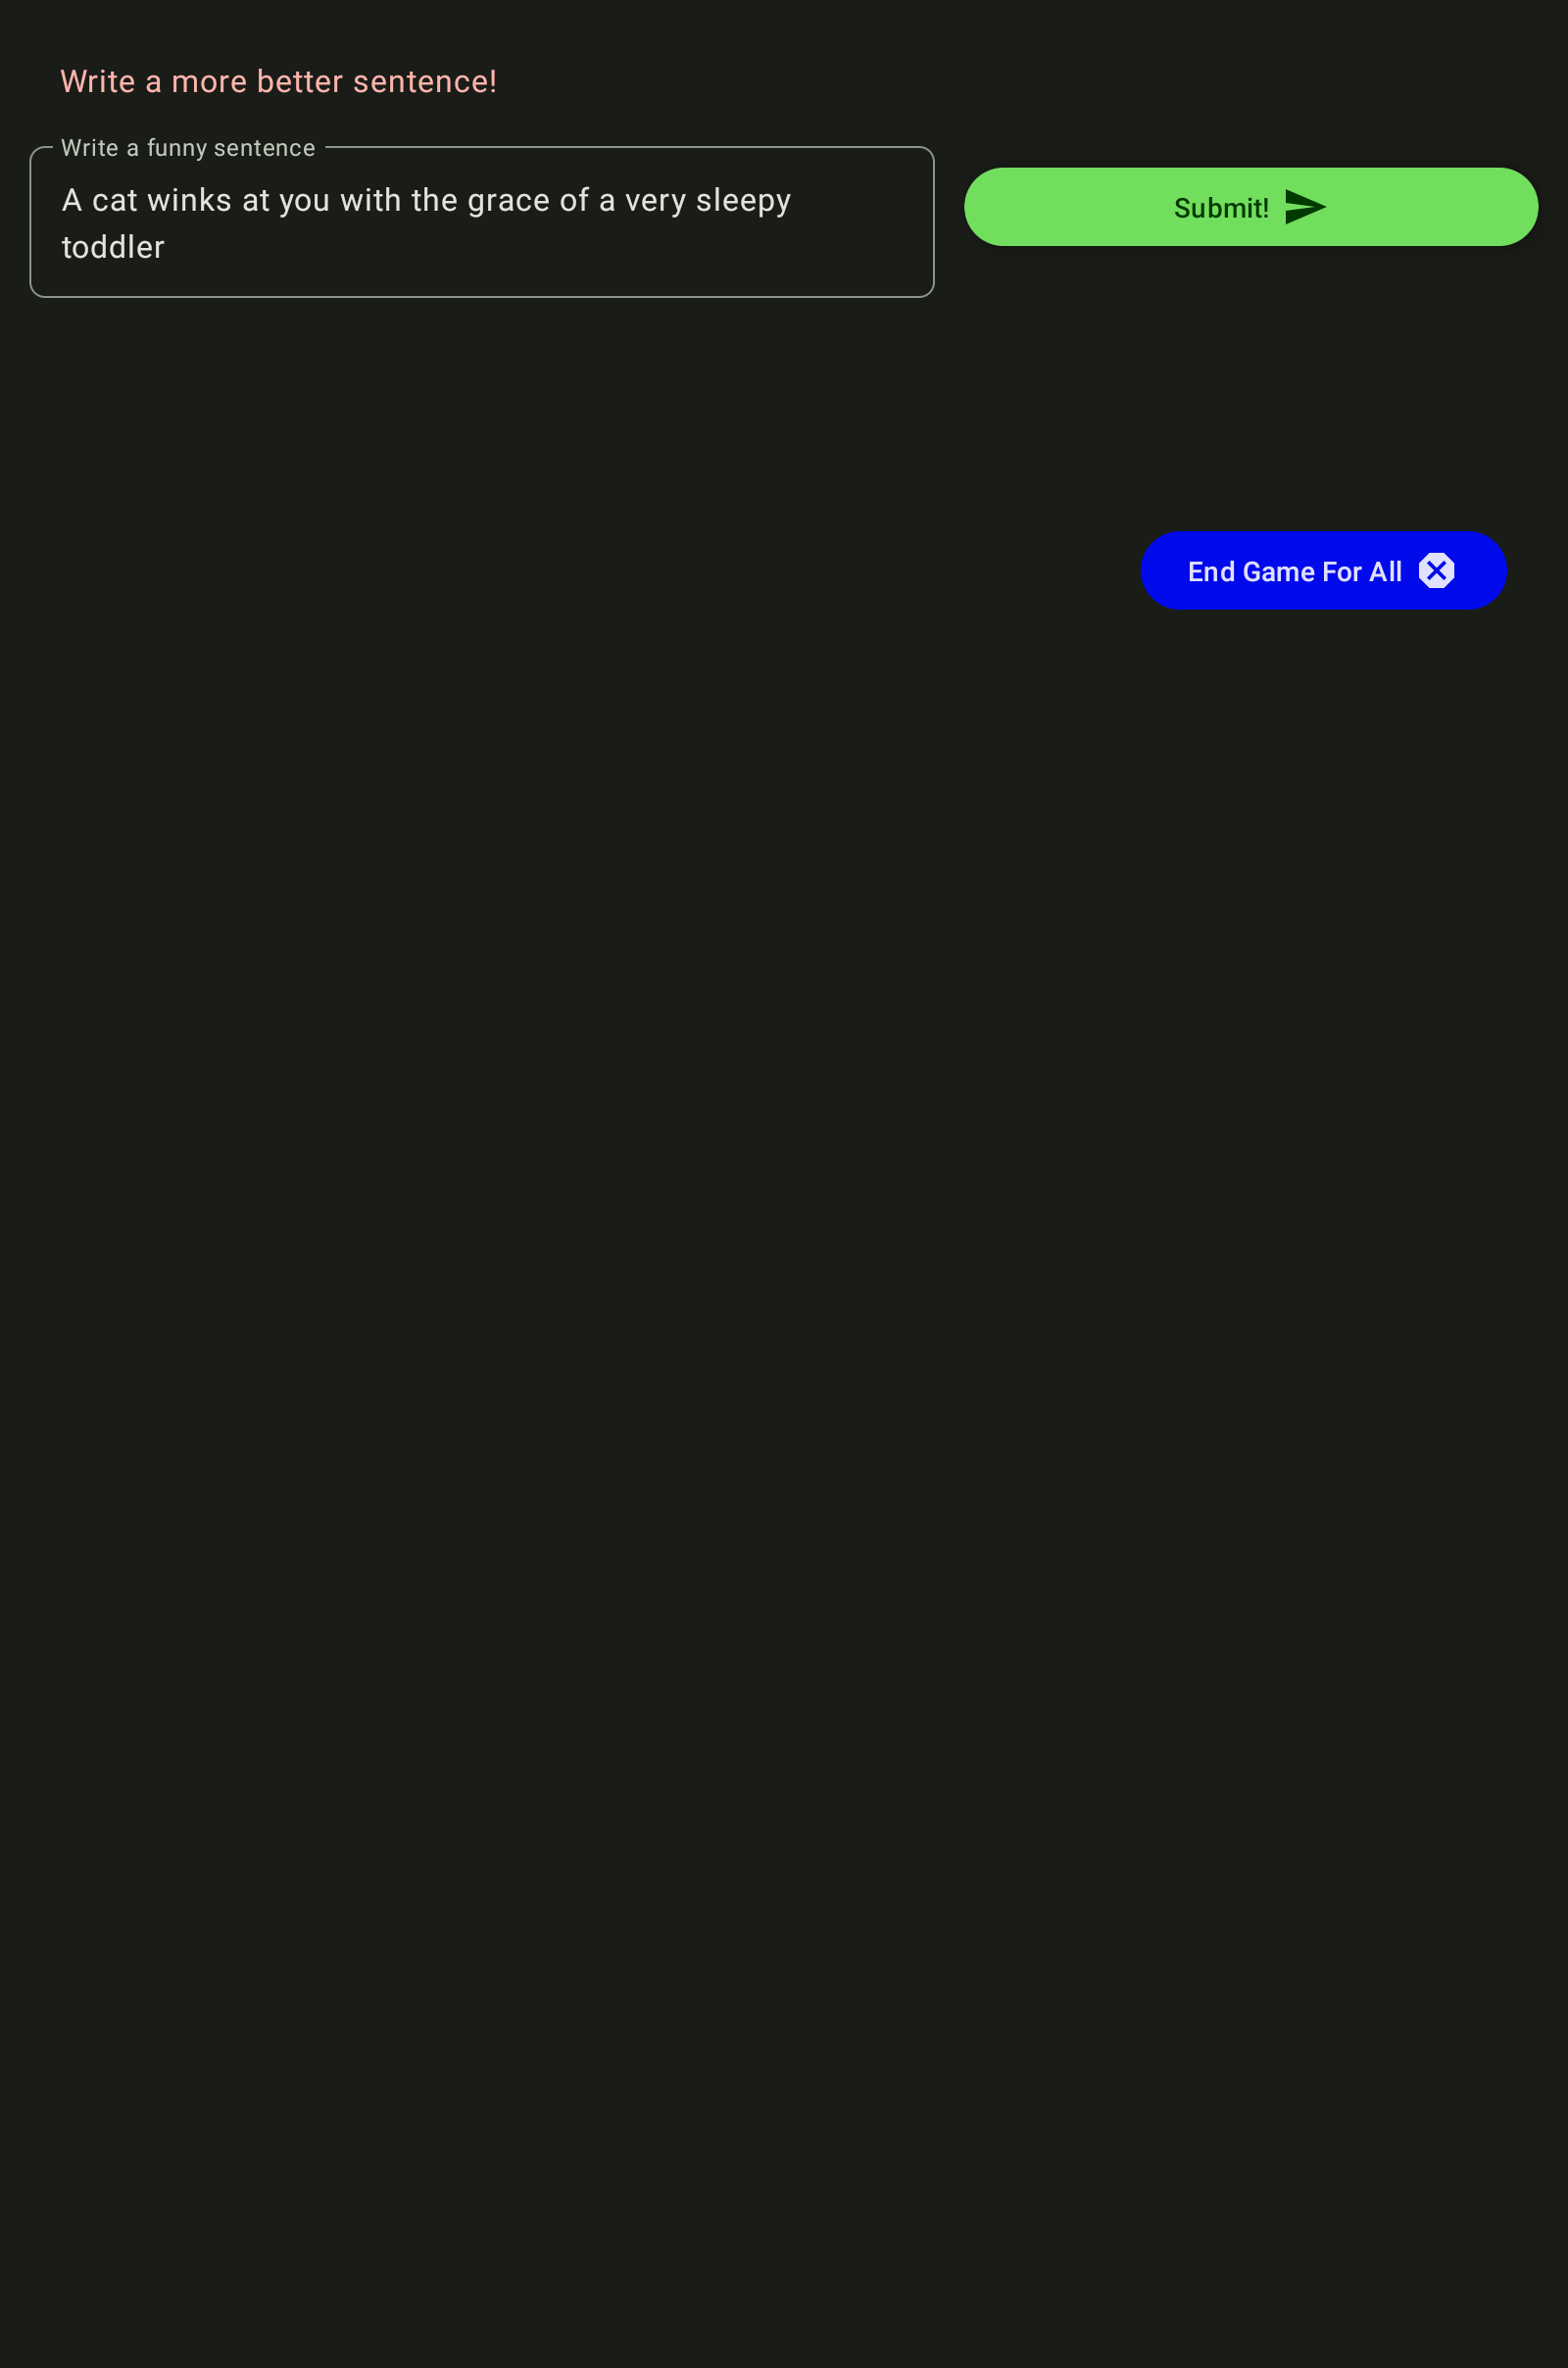 Write a more better sentence!
Write a funny sentence
A cat winks at you with the grace of a very sleepy
toddler
Submit!
End Game For All